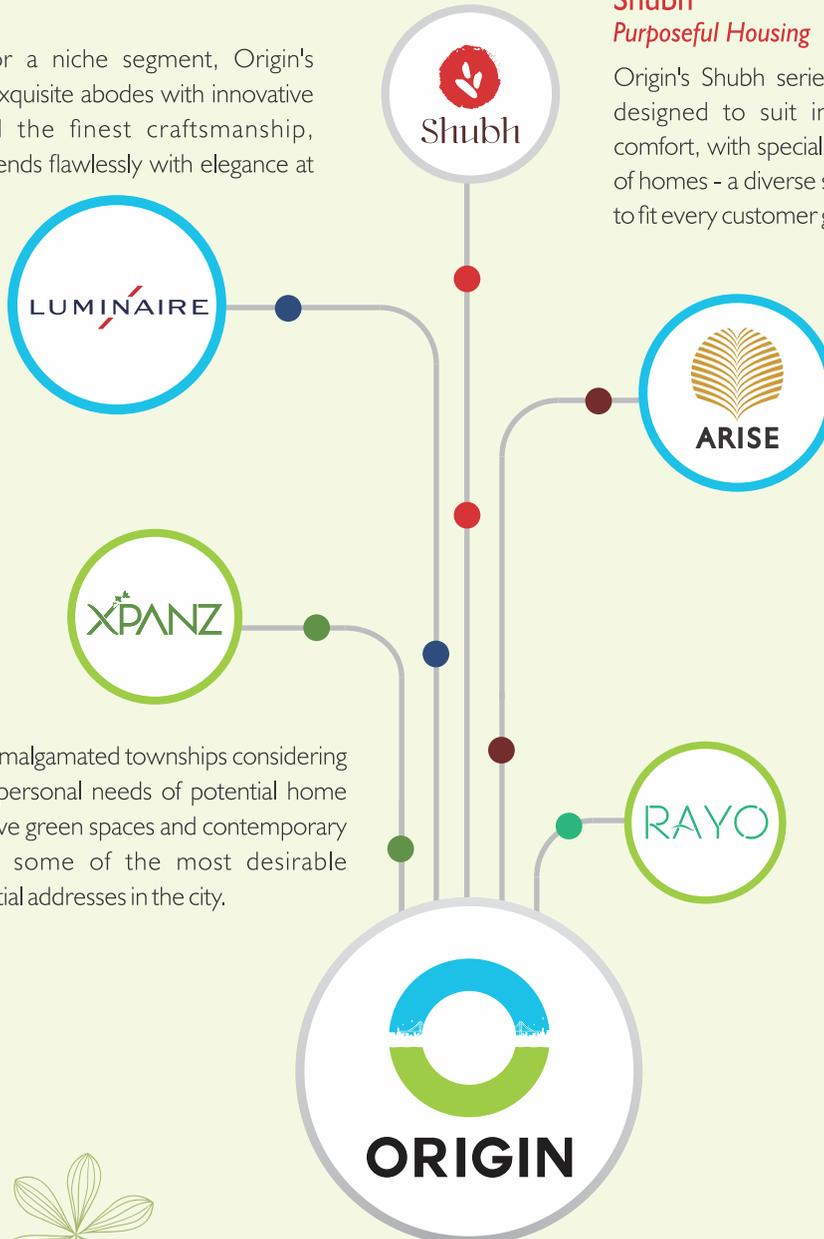 or a niche segment, Origin's
exquisite abodes with innovative
the finest craftsmanship,
ends flawlessly with elegance at
Shubh
Shubh
Purposeful Housing
Origin's Shubh serie
designed to suit in
comfort, with special
of homes - a diverse s
to fit every customer
LUMINAIRE
ARISE
XPANZ
malgamated townships considering
personal needs of potential home
ve green spaces and contemporary
some of the most desirable
tial addresses in the city.
RAYO
ORIGIN